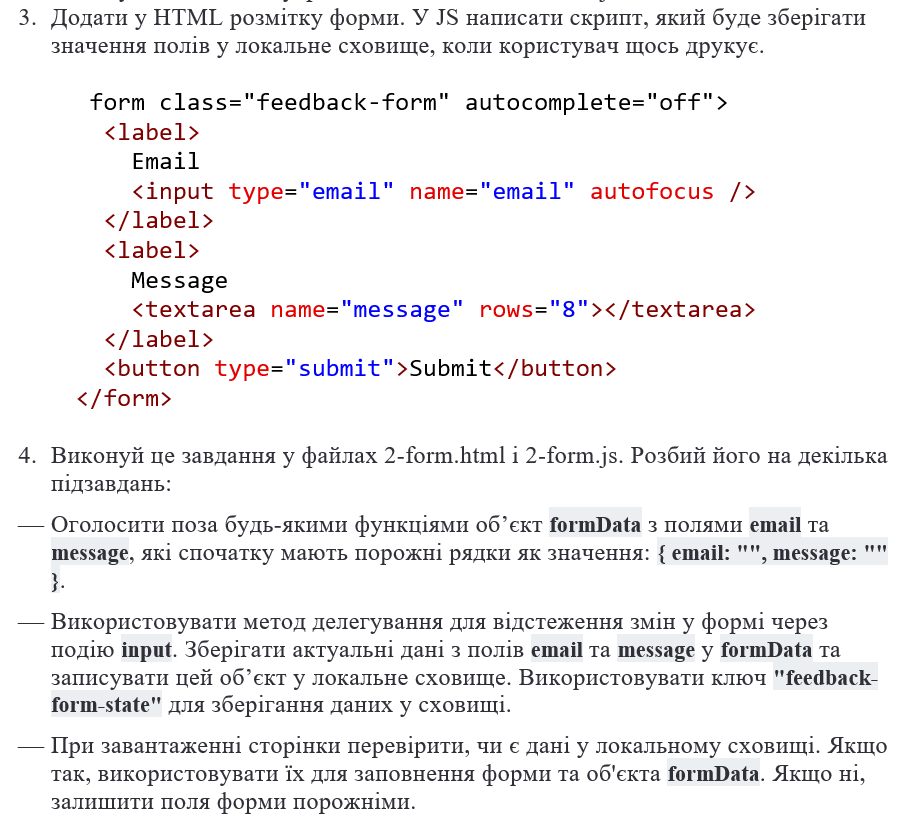 3. Додати у HTML розмітку форми. У JS написати скрипт, який буде зберігати
значення полів у локальне сховище, коли користувач щось друкує.
form class="feedback-form" autocomplete="off">
<label>
Email
<input type="email" name="email" autofocus />
</label>
<label>
Message
<textarea name="message" rows="8"></textarea>
</label>
<button type="submit">Submit</button>
</form>
4. Виконуй це завдання у файлах 2-form.html і 2-form.js. Розбий його на декілька
підзавдань:
— Оголосити поза будь-якими функціями об’єкт formData з полями email та
message, які спочатку мають порожні рядки як значення: { email: "", message: ""
}.
— Використовувати метод делегування для відстеження змін у формі через
подію input. Зберігати актуальні дані з полів email та message у formData та
записувати цей об’єкт у локальне сховище. Використовувати ключ "feedback-
form-state" для зберігання даних у сховищі.
— При завантаженні сторінки перевірити, чи є дані у локальному сховищі. Якщо
так, використовувати їх для заповнення форми та об'єкта formData. Якщо ні,
залишити поля форми порожніми.